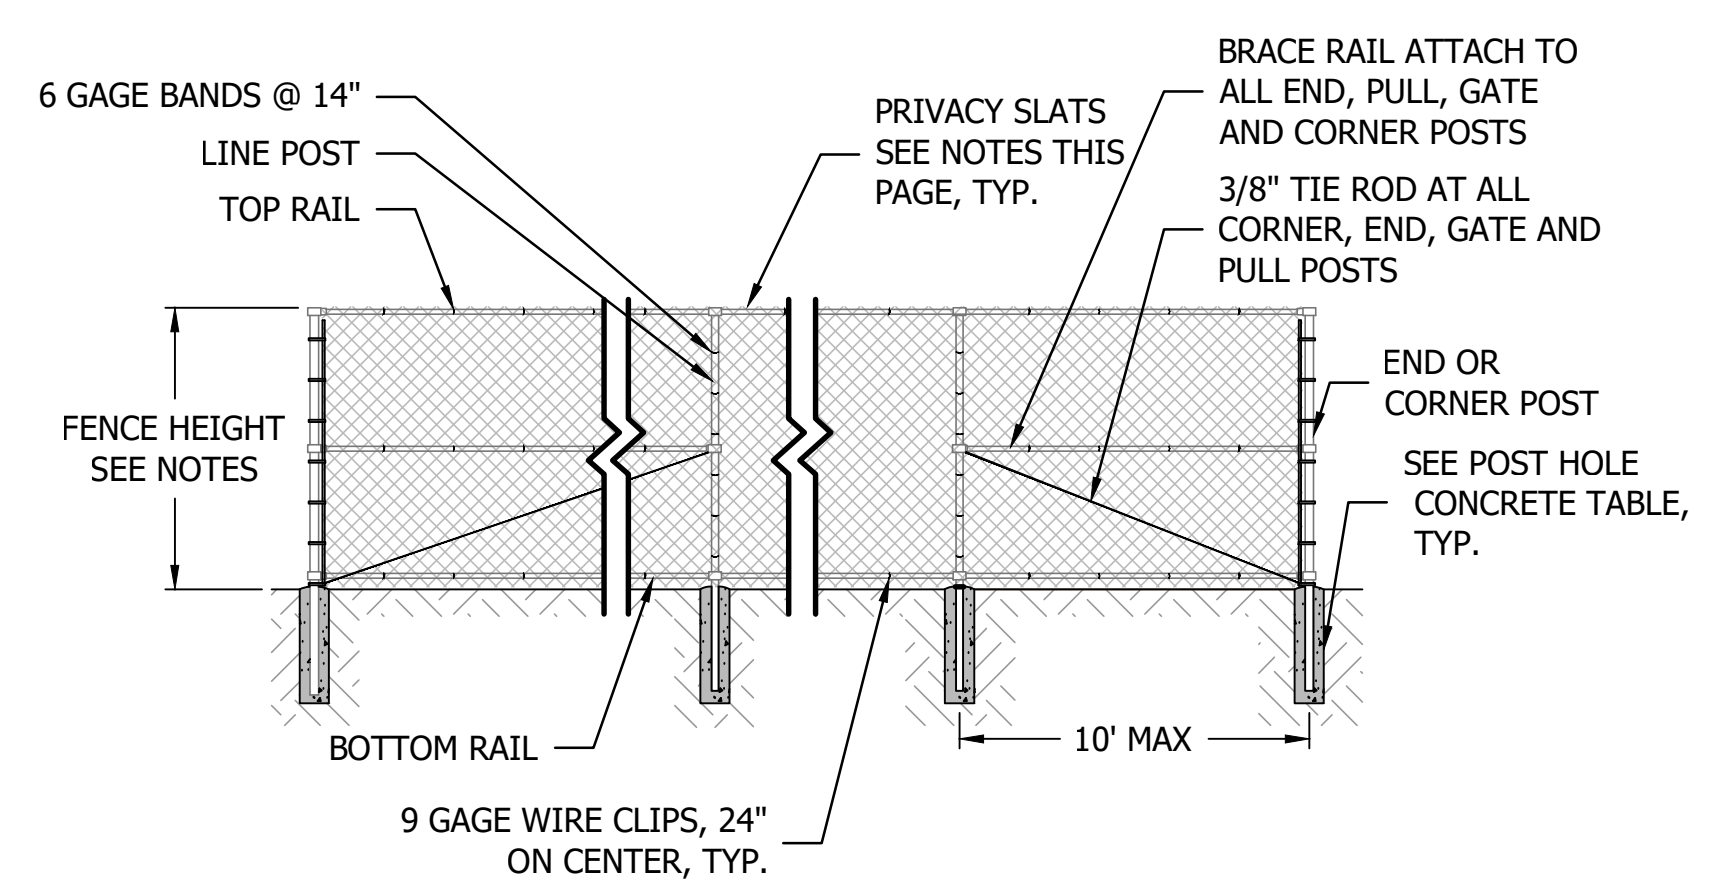 6 GAGE BANDS @ 14"
LINE POST
TOP RAIL
PRIVACY SLATS
SEE NOTES THIS
PAGE, TYP.
BRACE RAIL ATTACH TO
ALL END, PULL, GATE
AND CORNER POSTS
3/8" TIE ROD AT ALL
CORNER, END, GATE AND
PULL POSTS
FENCE HEIGHT
SEE NOTES
END OR
CORNER POST
SEE POST HOLE
CONCRETE TABLE,
TYP.
BOTTOM RAIL
10' MAX
9 GAGE WIRE CLIPS, 24"
ON CENTER, TYP.